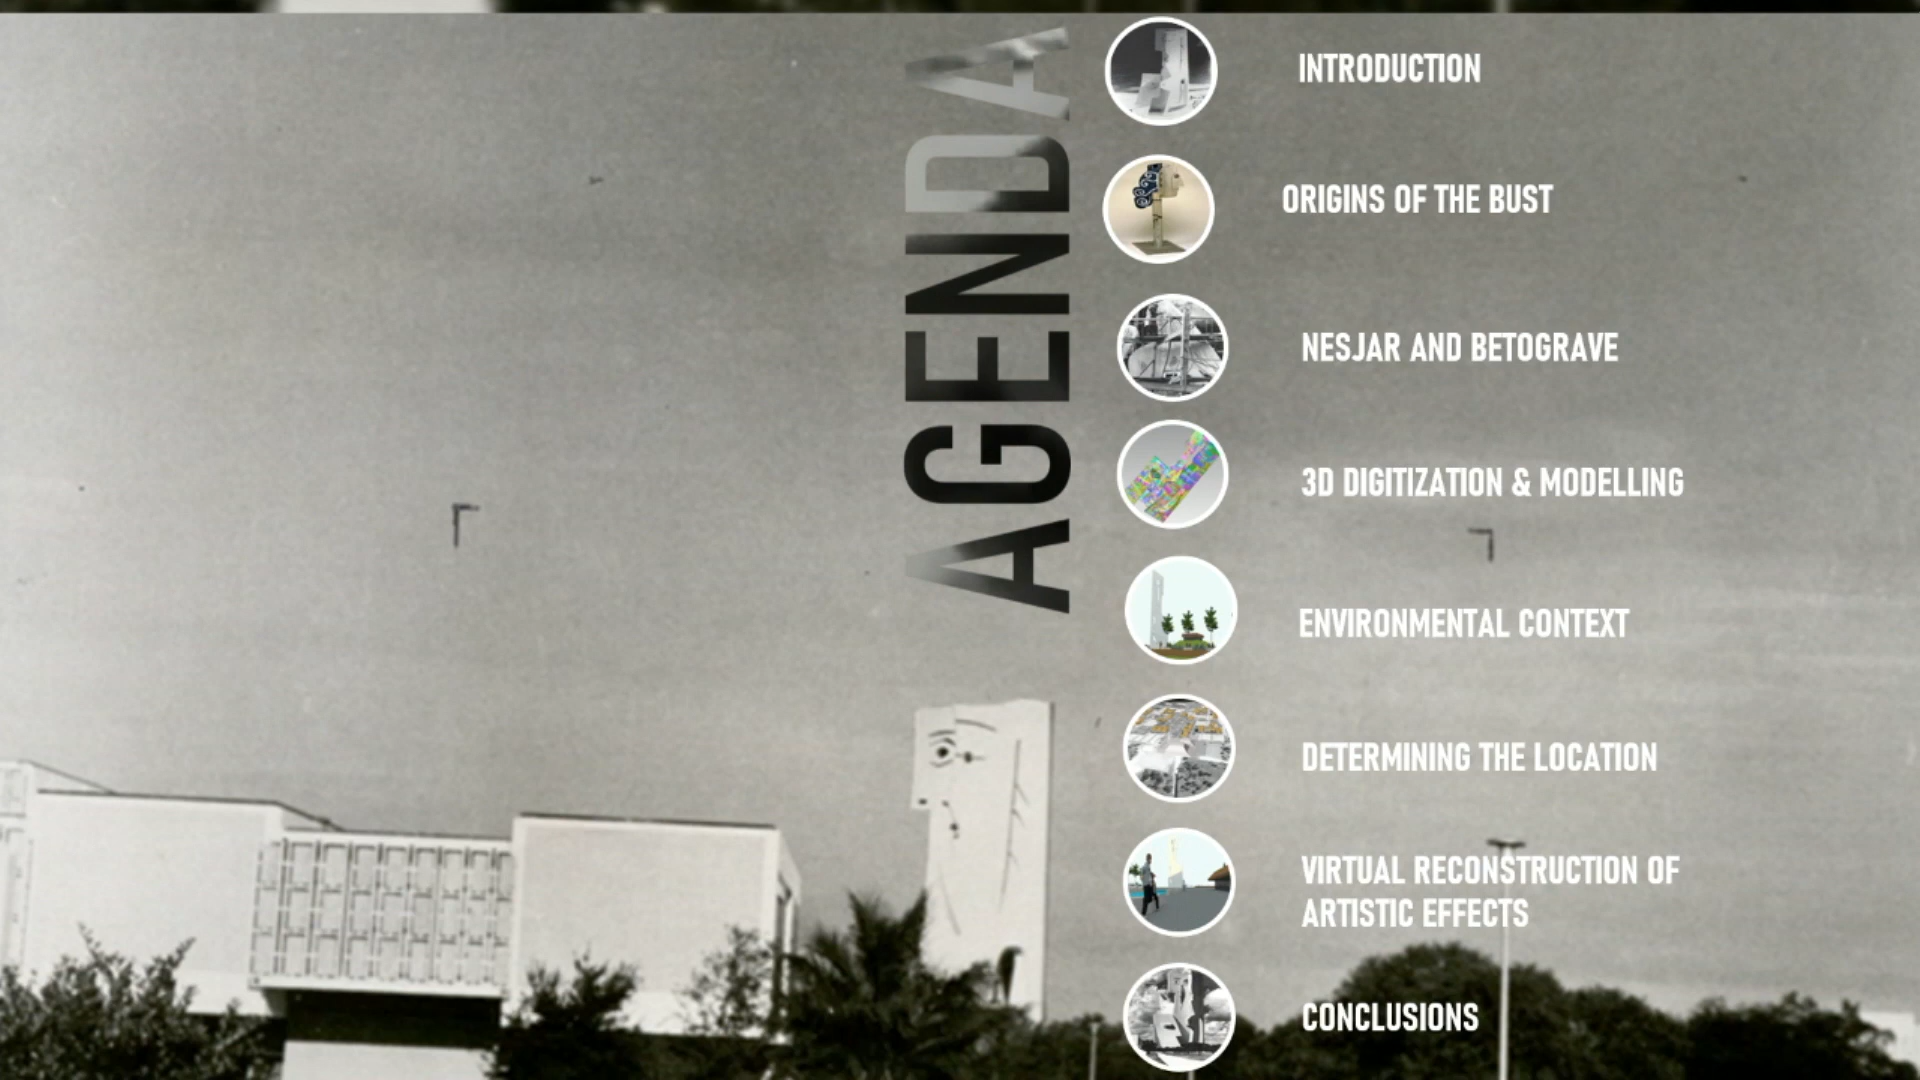 AGENDA
INTRODUCTION
ORIGINS OF THE BUST
NESJAR AND BETOGRAVE
3D DIGITIZATION & MODELLING
ENVIRONMENTAL CONTEXT
DETERMINING THE LOCATION
VIRTUAL RECONSTRUCTION OF
ARTISTIC EFFECTS
CONCLUSIONS